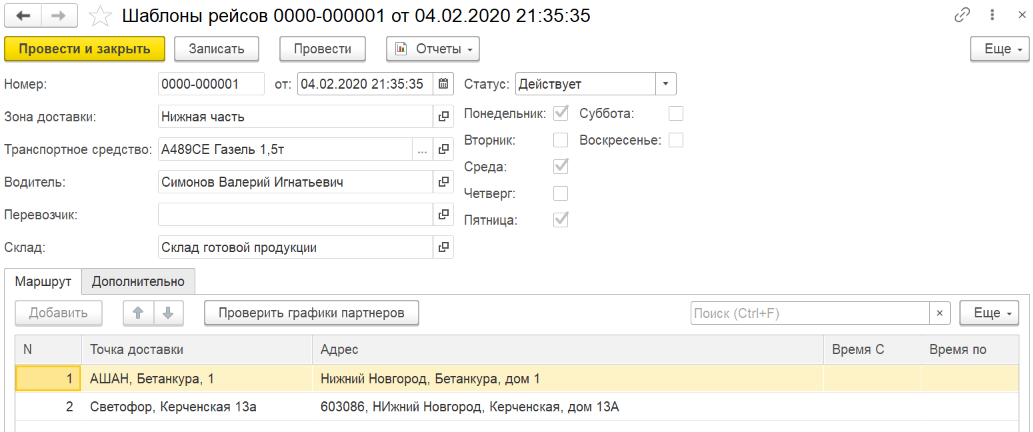 Шаблоны рейсов 0000-000001 от 04.02.2020 21:35:35
Провести и закрыть Записать Провести Отчеты Еще
Номер: 0000-000001 от: 04.02.2020 21:35:35 Статус: Действует
Зона доставки: Нижная часть Понедельник: Суббота:
Транспортное средство: А489СЕ Газель 1,5т ... Вторник: Воскресенье:
Водитель: Симонов Валерий Игнатьевич Среда:
Перевозчик: Четверг:
Склад: Склад готовой продукции Пятница:
Маршрут Дополнительно
Добавить Проверить графики партнеров Поиск (Ctrl+F) × Еще
N Точка доставки Адрес Время С Время по
1 АШАН, Бетанкура, 1 Нижний Новгород, Бетанкура, дом 1
2 Светофор, Керченская 13а 603086, НИжний Новгород, Керченская, дом 13А